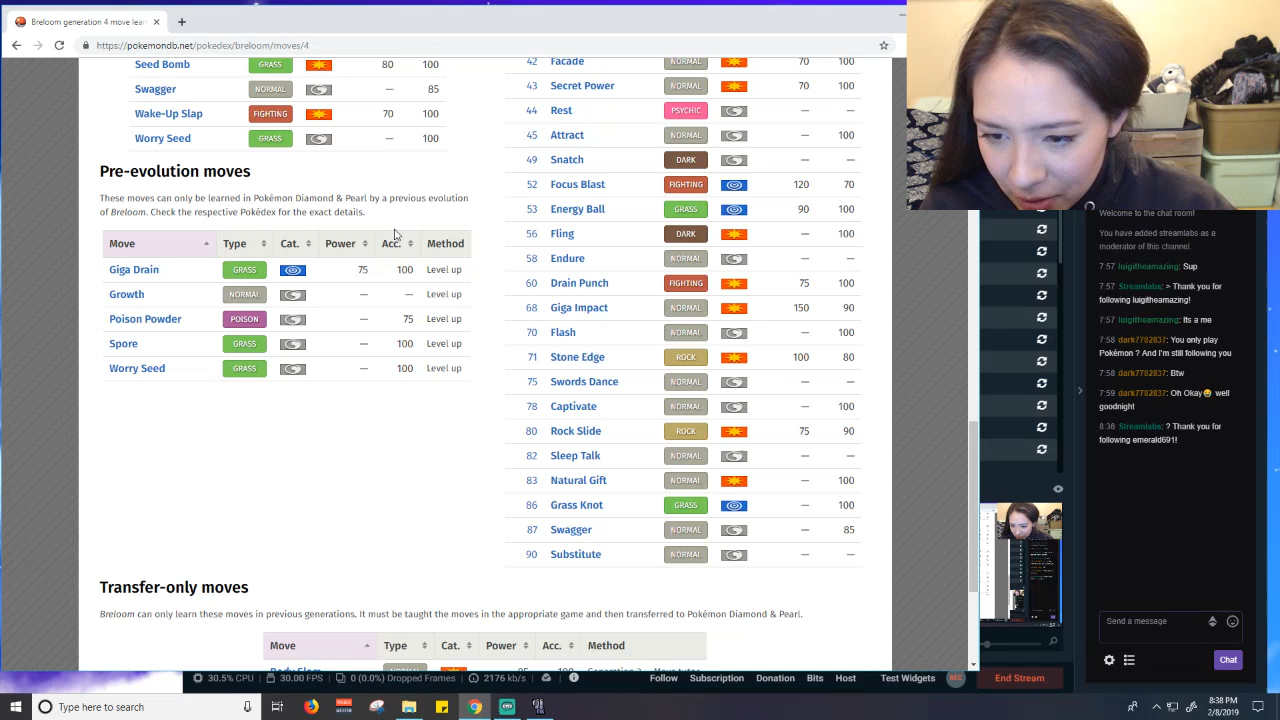 Breloom generation 4 move lear
https://pokemondb.net/pokedex/breloom/moves/4
Seed Bomb GRASS 80 100
Swagger NORMAL — 85
Wake-Up Slap FIGHTING 70 100
Worry Seed GRASS — 100
Pre-evolution moves
These moves can only be learned in Pokémon Diamond & Pearl by a previous evolution
of Breloom. Check the respective Pokédex for the exact details.
Move Type Cat. Power Acc. Method
Giga Drain GRASS 75 100 Level up
Growth NORMAL — — Level up
Poison Powder POISON — 75 Level up
Spore GRASS — 100 Level up
Worry Seed GRASS — 100 Level up
42 Facade NORMAL 70 100
43 Secret Power NORMAL 70 100
44 Rest PSYCHIC — —
45 Attract NORMAL — 100
49 Snatch DARK — —
52 Focus Blast FIGHTING 120 70
53 Energy Ball GRASS 90 100
56 Fling DARK — 100
58 Endure NORMAL — —
60 Drain Punch FIGHTING 75 100
68 Giga Impact NORMAL 150 90
70 Flash NORMAL — 100
71 Stone Edge ROCK 100 80
75 Swords Dance NORMAL — —
78 Captivate NORMAL — 100
80 Rock Slide ROCK 75 90
82 Sleep Talk NORMAL — —
83 Natural Gift NORMAL — 100
86 Grass Knot GRASS — 100
87 Swagger NORMAL — 85
90 Substitute NORMAL — —
Transfer-only moves
Breloom can only learn these moves in previous generations. It must be taught the moves in the appropriate game and then transferred to Pokémon Diamond & Pearl.
Move Type Cat. Power Acc. Method
Welcome to the chat room!
You have added streamlabs as a
moderator of this channel.
7:57 luigitheamazing: Sup
7:57 Streamlabs: > Thank you for
following luigitheamazing!
7:57 luigitheamazing: Its a me
7:58 dark7782837: You only play
Pokémon ? And I'm still following you
7:58 dark7782837: Btw
7:59 dark7782837: Oh Okay😅 well
goodnight
8:36 Streamlabs: ? Thank you for
following emerald691!
Send a message
Chat
30.5% CPU 30.00 FPS 0 (0.0%) Dropped Frames 2176 kb/s
Follow Subscription Donation Bits Host Test Widgets REC End Stream
Type here to search
8:38 PM
2/8/2019